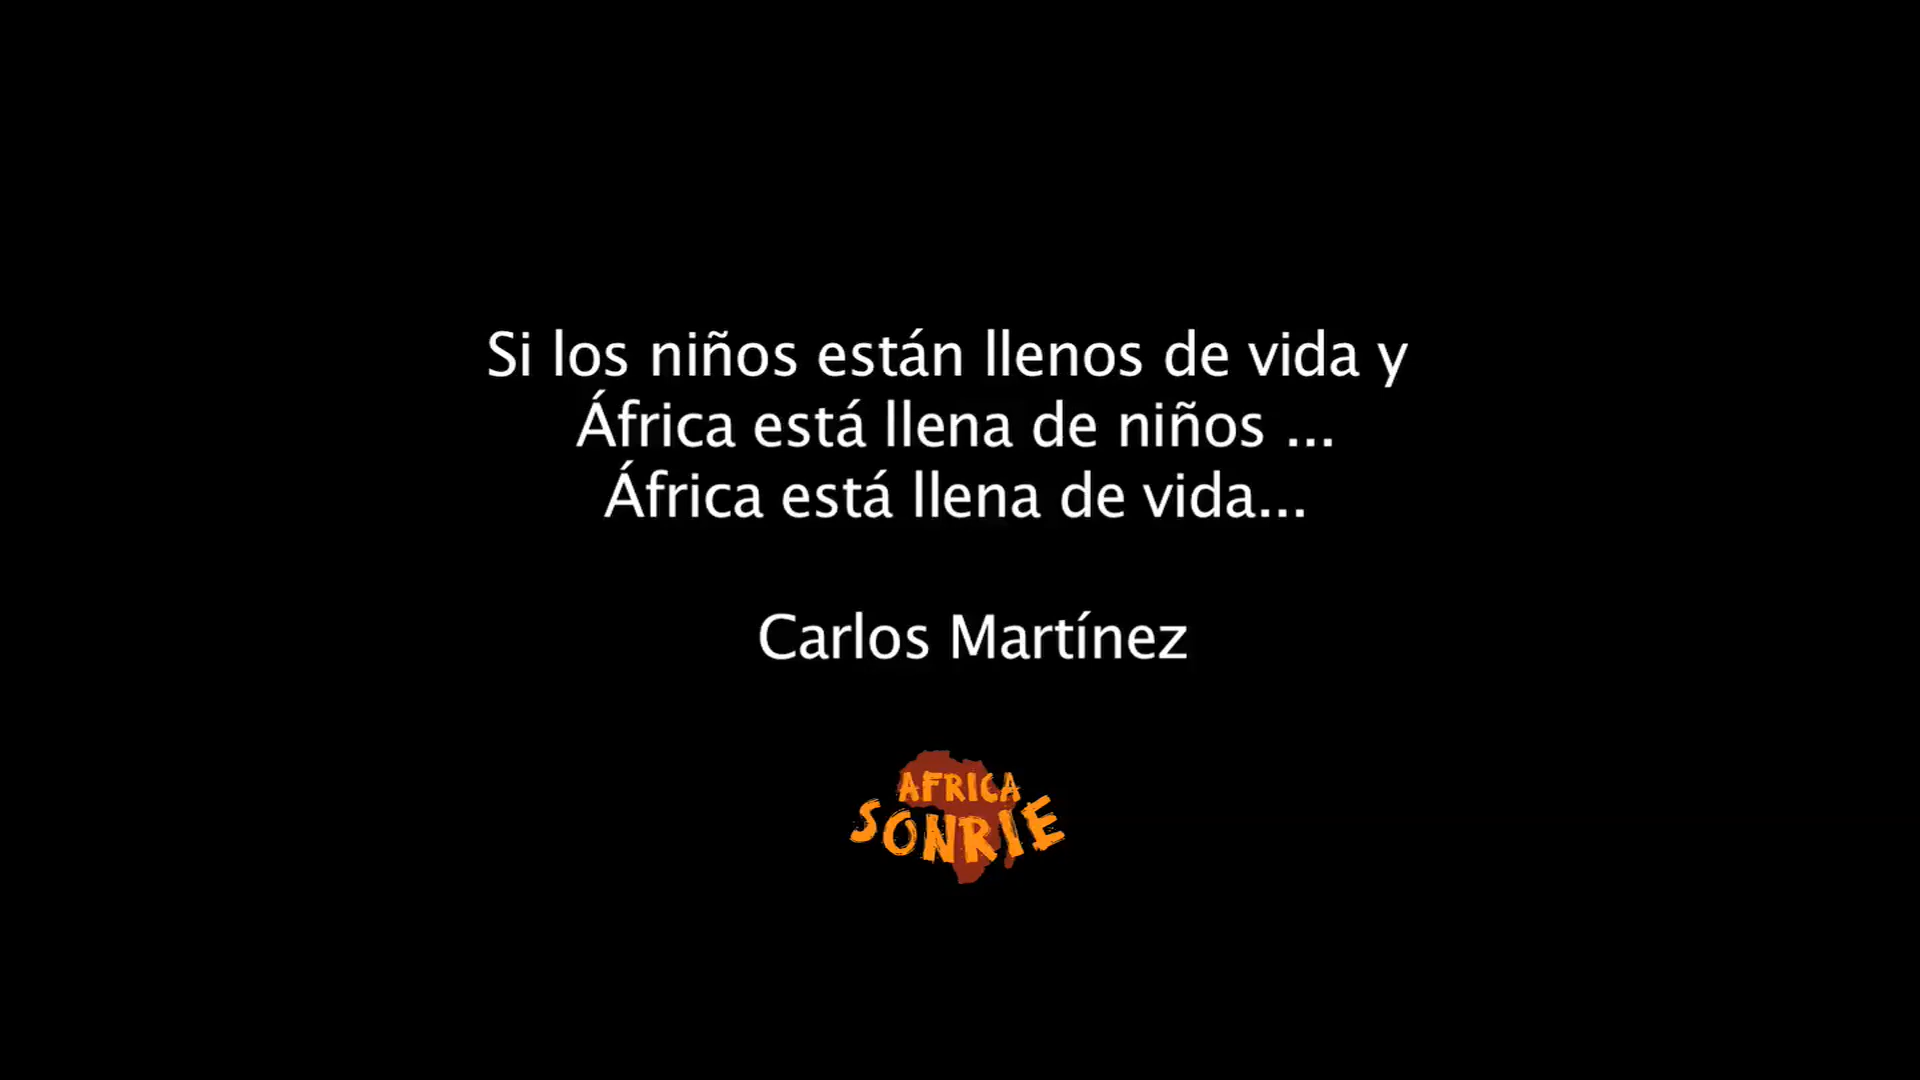 Si los niños están llenos de vida y
África está llena de niños ...
África está llena de vida...
Carlos Martínez
AFRICA
SONRIE